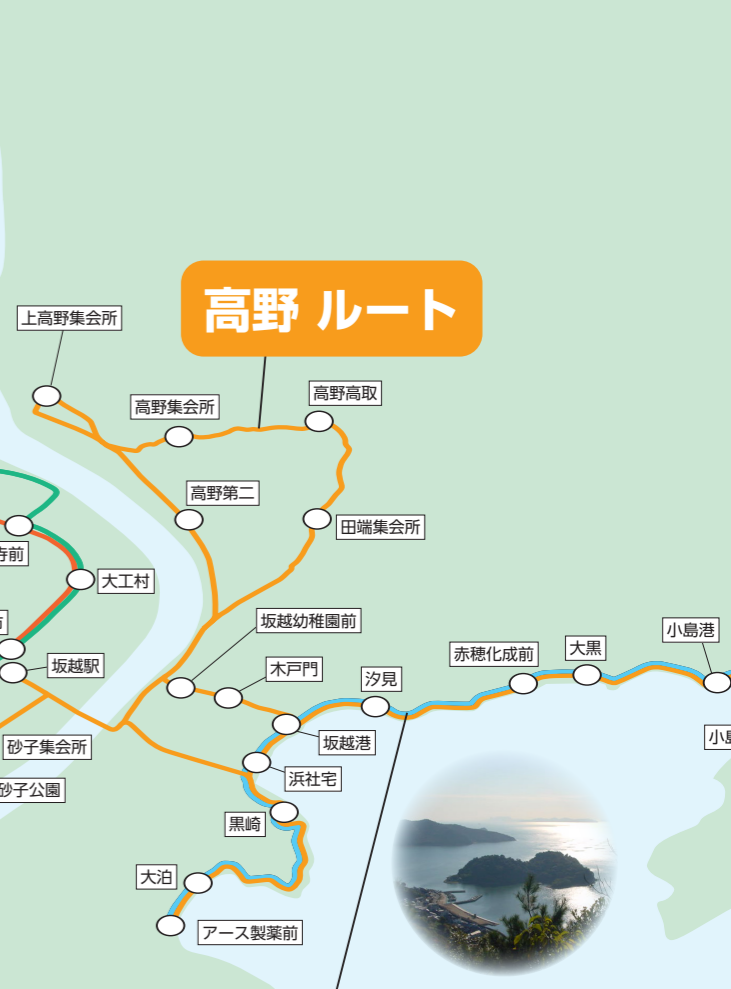 高野 ルート
上高野集会所
高野集会所
高野高取
高野第二
田端集会所
寺前
大工村
坂越幼稚園前
坂越駅
木戸門
汐見
赤穂化成前
大黒
小島港
坂越港
砂子集会所
浜社宅
砂子公園
黒崎
大泊
アース製薬前
小島